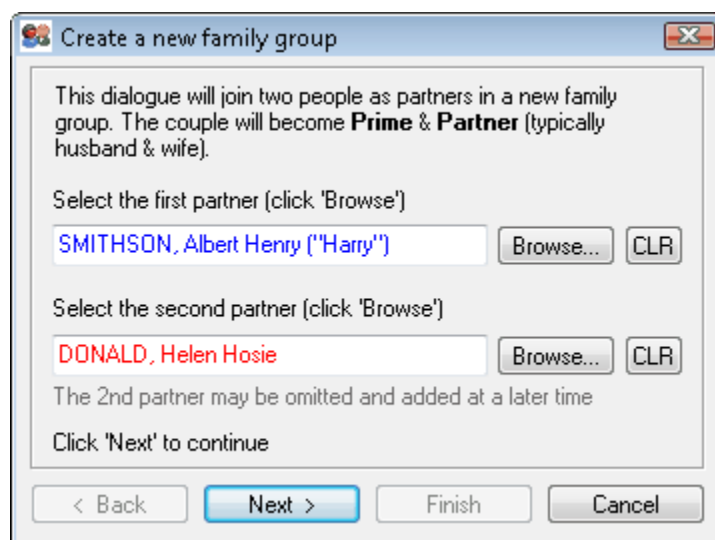 Create a new family group
This dialogue will join two people as partners in a new family
group. The couple will become Prime & Partner (typically
husband & wife).
Select the first partner (click 'Browse')
SMITHSON, Albert Henry ("Harry") Browse... CLR
Select the second partner (click 'Browse')
DONALD, Helen Hosie Browse... CLR
The 2nd partner may be omitted and added at a later time
Click 'Next' to continue
< Back Next > Finish Cancel